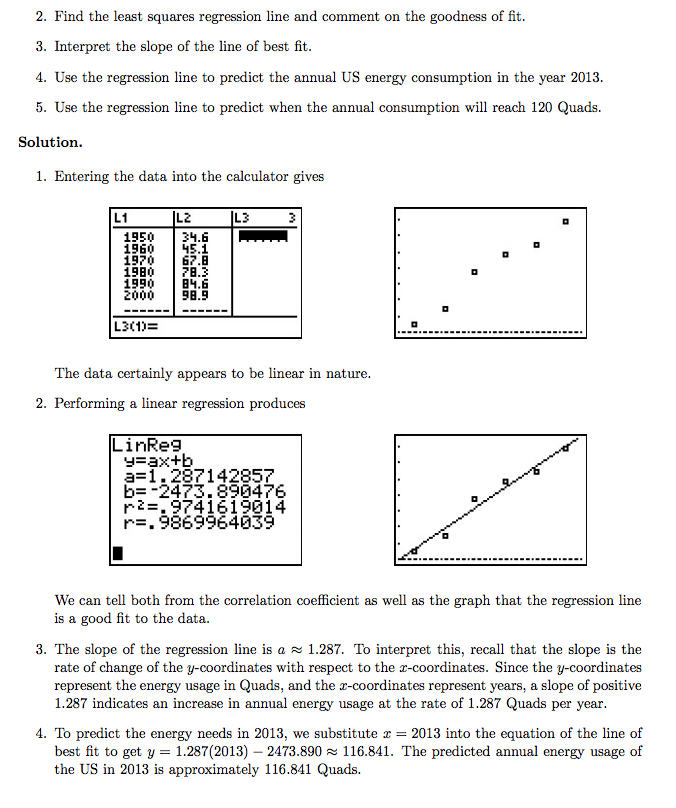 2. Find the least squares regression line and comment on the goodness of fit.
3. Interpret the slope of the line of best fit.
4. Use the regression line to predict the annual US energy consumption in the year 2013.
5. Use the regression line to predict when the annual consumption will reach 120 Quads.
Solution.
1. Entering the data into the calculator gives
L1 L2 L3 3
1950 34.6
1960 45.1
1970 67.8
1980 78.3
1990 84.6
2000 98.9
------ ------
L3(1)=
The data certainly appears to be linear in nature.
2. Performing a linear regression produces
LinReg
y=ax+b
a=1.287142857
b=-2473.890476
r²=.9741619014
r=.9869964039
We can tell both from the correlation coefficient as well as the graph that the regression line
is a good fit to the data.
3. The slope of the regression line is a ≈ 1.287. To interpret this, recall that the slope is the
rate of change of the y-coordinates with respect to the x-coordinates. Since the y-coordinates
represent the energy usage in Quads, and the x-coordinates represent years, a slope of positive
1.287 indicates an increase in annual energy usage at the rate of 1.287 Quads per year.
4. To predict the energy needs in 2013, we substitute x = 2013 into the equation of the line of
best fit to get y = 1.287(2013) − 2473.890 ≈ 116.841. The predicted annual energy usage of
the US in 2013 is approximately 116.841 Quads.